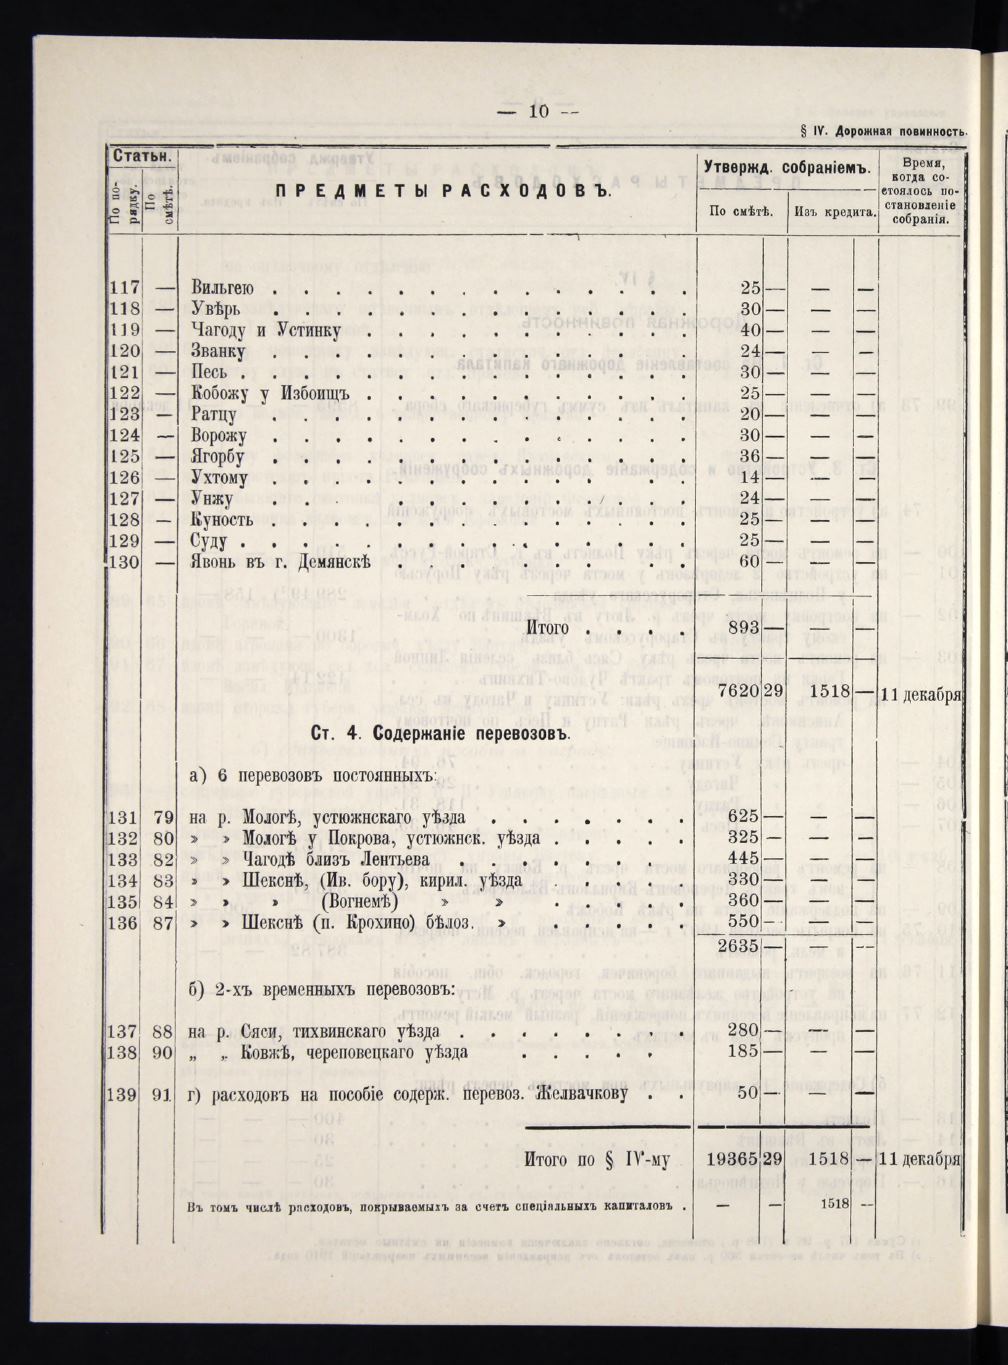 — 10 —
§ IV. Дорожная повинность.
Статьи.
По по-
рядку.
По
смѣтѣ.
ПРЕДМЕТЫ РАСХОДОВЪ.
Утвержд. собраніемъ.
По смѣтѣ.
Изъ кредита.
Время,
когда со-
стоялось по-
становленіе
собранія.
117 — Вильгею . . . . . . . . . . . . . . 25 — — —
118 — Увѣрь . . . . . . . . . . . . . . 30 — — —
119 — Чагоду и Устинку . . . . . . . . . . . 40 — — —
120 — Званку . . . . . . . . . . . . . . 24 — — —
121 — Песь . . . . . . . . . . . . . . . 30 — — —
122 — Кобожу у Избоищъ . . . . . . . . . . . 25 — — —
123 — Ратцу . . . . . . . . . . . . . . 20 — — —
124 — Ворожу . . . . . . . . . . . . . . 30 — — —
125 — Ягорбу . . . . . . . . . . . . . . 36 — — —
126 — Ухтому . . . . . . . . . . . . . 14 — — —
127 — Унжу . . . . . . . . . . . . . 24 — — —
128 — Куность . . . . . . . . . . . . . . 25 — — —
129 — Суду . . . . . . . . . . . . . . . 25 — — —
130 — Явонь въ г. Демянскѣ . . . . . . . . 60 — — —
Итого . . . . 893 — — —
7620 29 1518 — 11 декабря
Ст. 4. Содержаніе перевозовъ.
а) 6 перевозовъ постоянныхъ:
131 79 на р. Мологѣ, устюжнскаго уѣзда . . . . . . . 625 — — —
132 80 » » Мологѣ у Покрова, устюжнск. уѣзда . . . . . 325 — — —
133 82 » » Чагодѣ близъ Лентьева . . . . . . . 445 — — —
134 83 » » Шекснѣ, (Ив. бору), кирил. уѣзда . . . . . 330 — — —
135 84 » » » (Вогнемѣ) » » . . . . . 360 — — —
136 87 » » Шекснѣ (п. Крохино) бѣлоз. » . . . . . 550 — — —
2635 — — —
б) 2-хъ временныхъ перевозовъ:
137 88 на р. Сяси, тихвинскаго уѣзда . . . . . . . . 280 — — —
138 90 „ „ Ковжѣ, череповецкаго уѣзда . . . . . 185 — — —
139 91 г) расходовъ на пособіе содерж. перевоз. Желвачкову . . 50 — — —
Итого по § IV-му 19365 29 1518 — 11 декабря
Въ томъ числѣ расходовъ, покрываемыхъ за счетъ спеціальныхъ капиталовъ . — — 1518 —